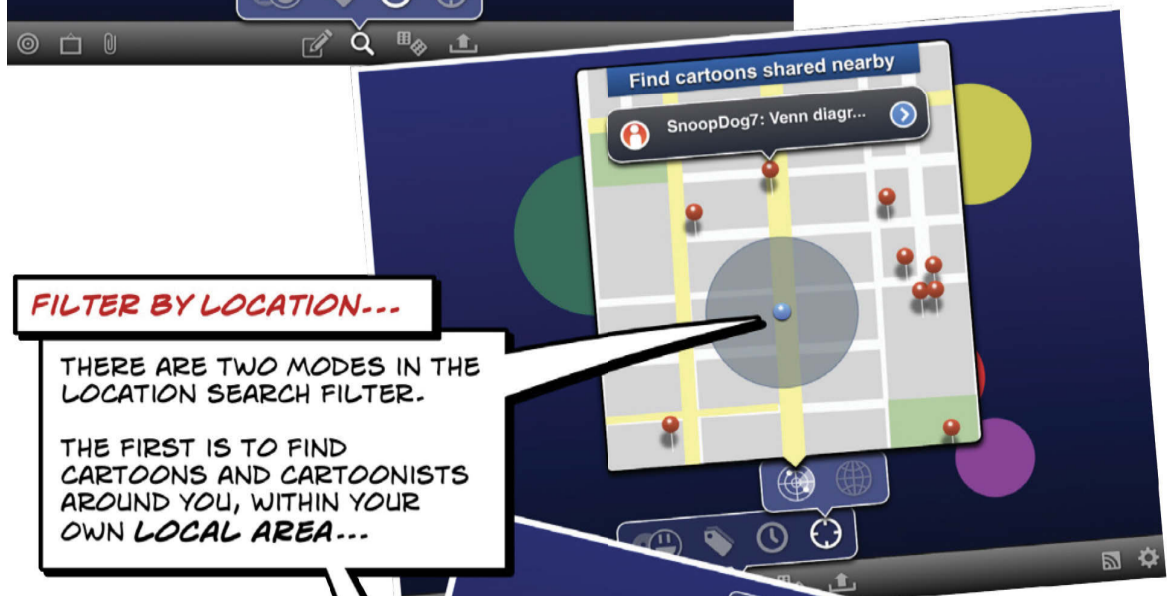 Find cartoons shared nearby
SnoopDog7: Venn diagr...
FILTER BY LOCATION...
THERE ARE TWO MODES IN THE
LOCATION SEARCH FILTER.
THE FIRST IS TO FIND
CARTOONS AND CARTOONISTS
AROUND YOU, WITHIN YOUR
OWN LOCAL AREA...